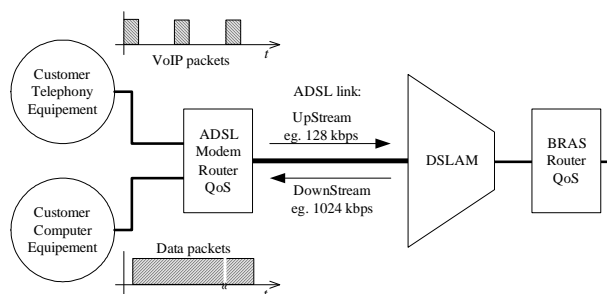 VoIP packets
t
Customer
Telephony
Equipement
ADSL
Modem
Router
QoS
ADSL link:
UpStream
eg. 128 kbps
DownStream
eg. 1024 kbps
DSLAM
BRAS
Router
QoS
Customer
Computer
Equipement
Data packets
t